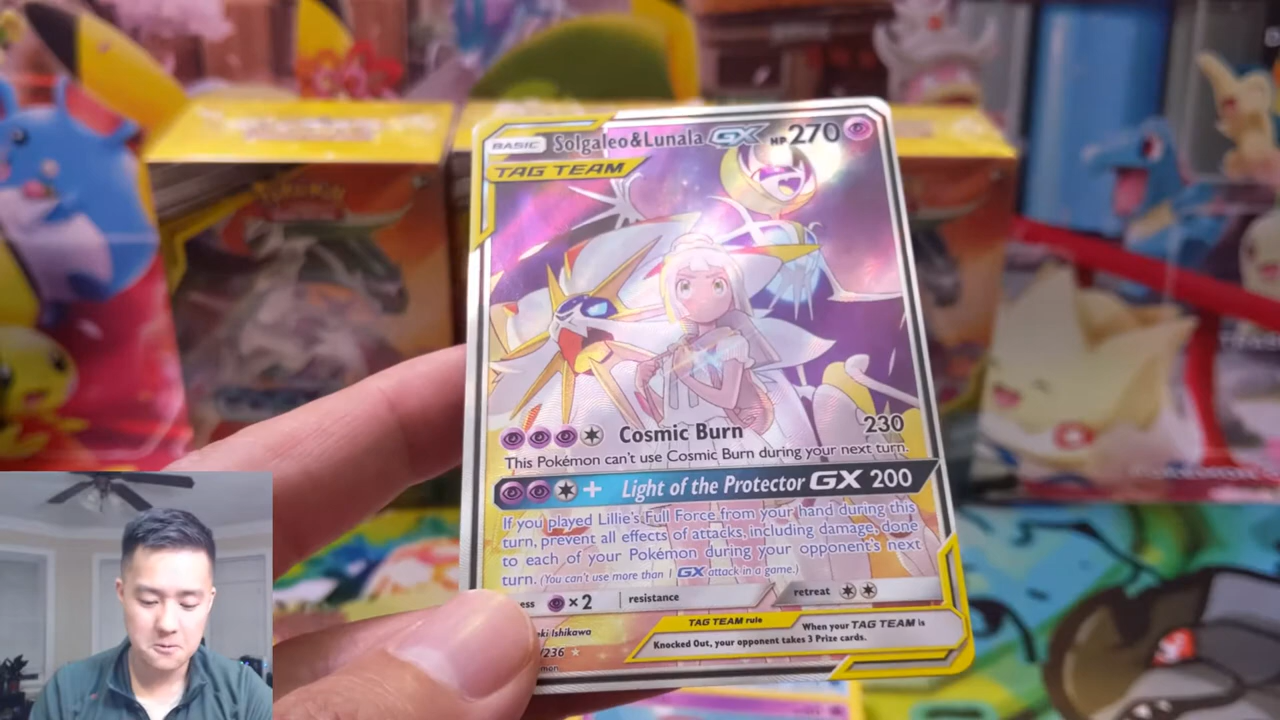 BASIC Solgaleo&Lunala GX HP 270
TAG TEAM
Cosmic Burn 230
This Pokémon can't use Cosmic Burn during your next turn.
+ Light of the Protector GX 200
If you played Lillie's Full Force from your hand during this
turn, prevent all effects of attacks, including damage, done
to each of your Pokémon during your opponent's next
turn. (You can't use more than 1 GX attack in a game.)
ess ×2 resistance retreat
TAG TEAM rule When your TAG TEAM is
Knocked Out, your opponent takes 3 Prize cards.
ki Ishikawa
/236
mon.